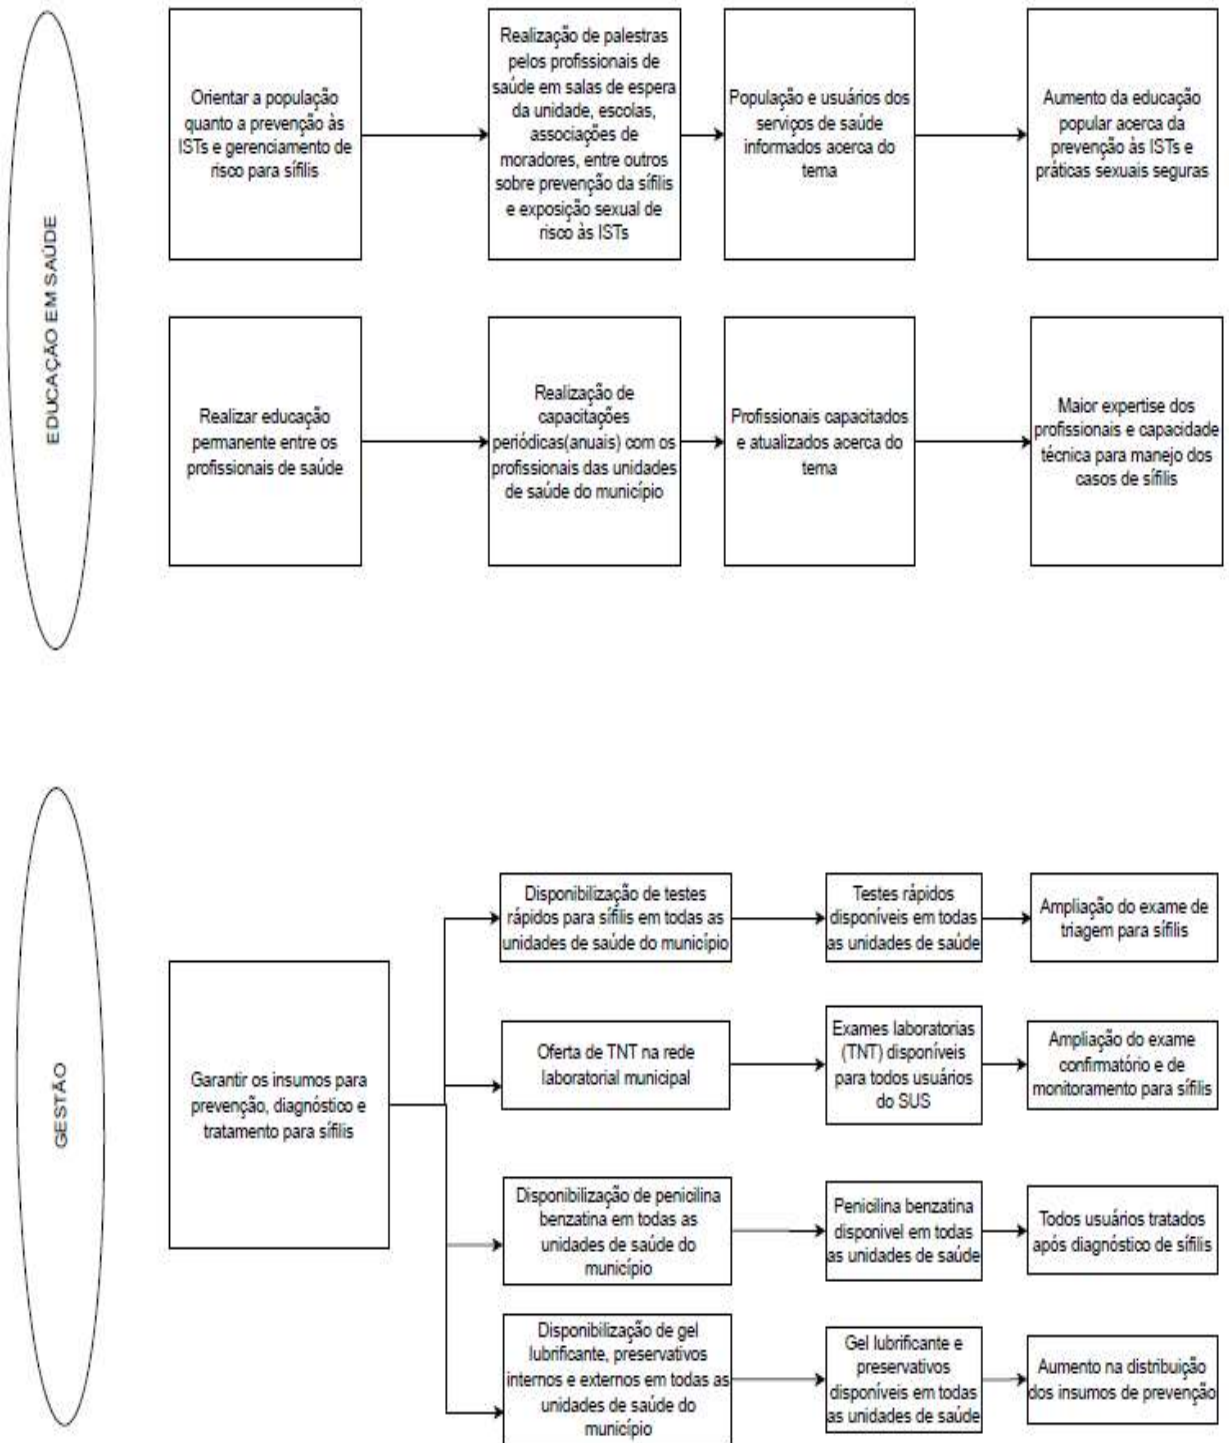 EDUCAÇÃO EM SAÚDE
Orientar a população
quanto a prevenção às
ISTs e gerenciamento de
risco para sífilis
Realização de palestras
pelos profissionais de
saúde em salas de espera
da unidade, escolas,
associações de
moradores, entre outros
sobre prevenção da sífilis
e exposição sexual de
risco às ISTs
População e usuários dos
serviços de saúde
informados acerca do
tema
Aumento da educação
popular acerca da
prevenção às ISTs e
práticas sexuais seguras
Realizar educação
permanente entre os
profissionais de saúde
Realização de
capacitações
periódicas(anuais) com os
profissionais das unidades
de saúde do município
Profissionais capacitados
e atualizados acerca do
tema
Maior expertise dos
profissionais e capacidade
técnica para manejo dos
casos de sífilis
GESTÃO
Garantir os insumos para
prevenção, diagnóstico e
tratamento para sífilis
Disponibilização de testes
rápidos para sífilis em todas as
unidades de saúde do município
Testes rápidos
disponíveis em todas
as unidades de saúde
Ampliação do exame de
triagem para sífilis
Oferta de TNT na rede
laboratorial municipal
Exames laboratorias
(TNT) disponíveis
para todos usuários
do SUS
Ampliação do exame
confirmatório e de
monitoramento para sífilis
Disponibilização de penicilina
benzatina em todas as
unidades de saúde do
município
Penicilina benzatina
disponivel em todas
as unidades de saúde
Todos usuários tratados
após diagnóstico de sífilis
Disponibilização de gel
lubrificante, preservativos
internos e externos em todas as
unidades de saúde do
município
Gel lubrificante e
preservativos
disponíveis em todas
as unidades de saúde
Aumento na distribuição
dos insumos de prevenção